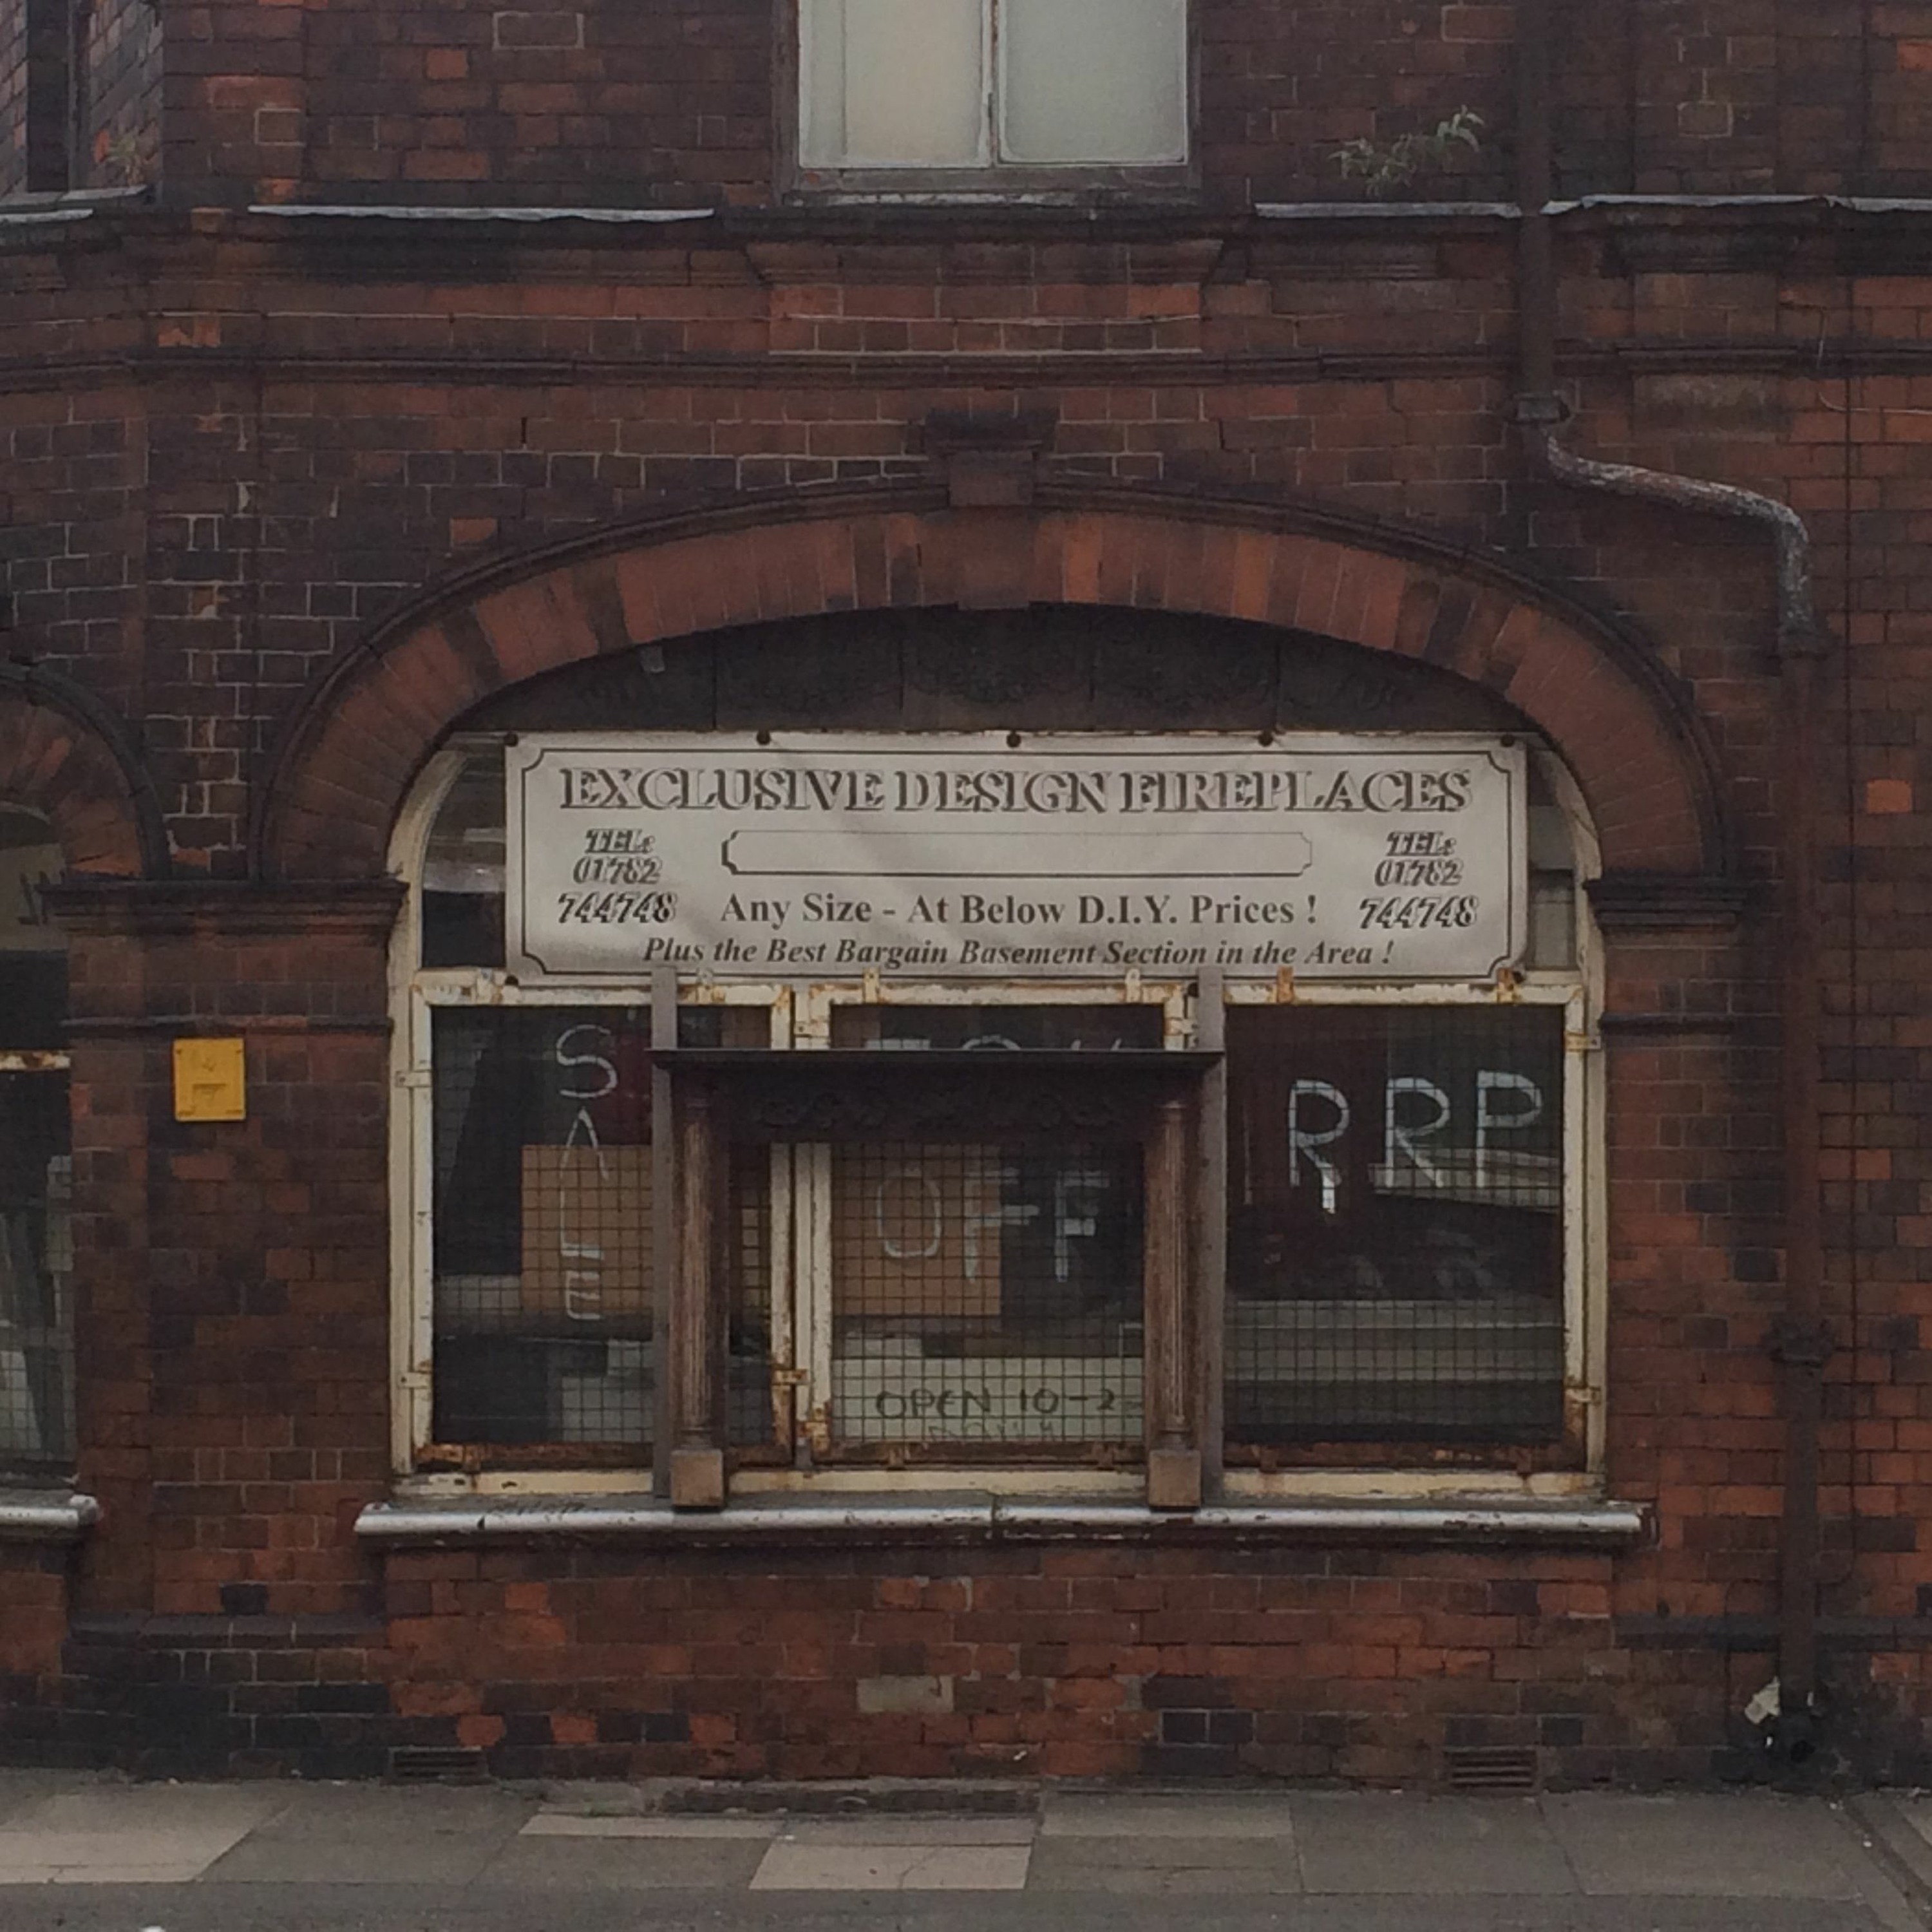 EXCLUSIVE DESIGN FIREPLACES
TEL:
01782
744748
TEL:
01782
744748
Any Size - At Below D.I.Y. Prices !
Plus the Best Bargain Basement Section in the Area !
SALE
OFF
RRP
OPEN 10-2